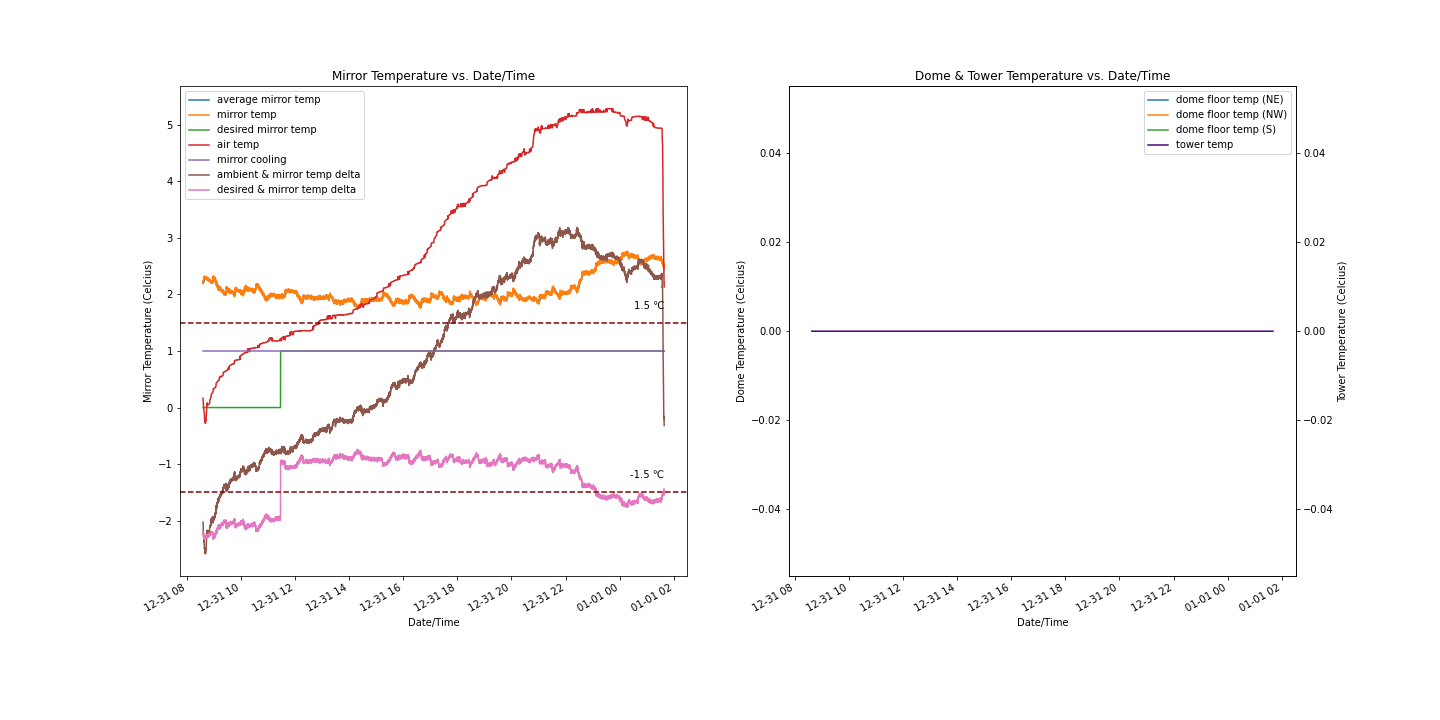 Mirror Temperature vs. Date/Time
average mirror temp
mirror temp
desired mirror temp
air temp
mirror cooling
ambient & mirror temp delta
desired & mirror temp delta
Mirror Temperature (Celcius)
5
4
3
2
1
0
−1
−2
1.5 °C
-1.5 °C
12-31 08
12-31 10
12-31 12
12-31 14
12-31 16
12-31 18
12-31 20
12-31 22
01-01 00
01-01 02
Date/Time
Dome & Tower Temperature vs. Date/Time
dome floor temp (NE)
dome floor temp (NW)
dome floor temp (S)
tower temp
Dome Temperature (Celcius)
0.04
0.02
0.00
−0.02
−0.04
0.04
0.02
0.00
−0.02
−0.04
Tower Temperature (Celcius)
12-31 08
12-31 10
12-31 12
12-31 14
12-31 16
12-31 18
12-31 20
12-31 22
01-01 00
01-01 02
Date/Time